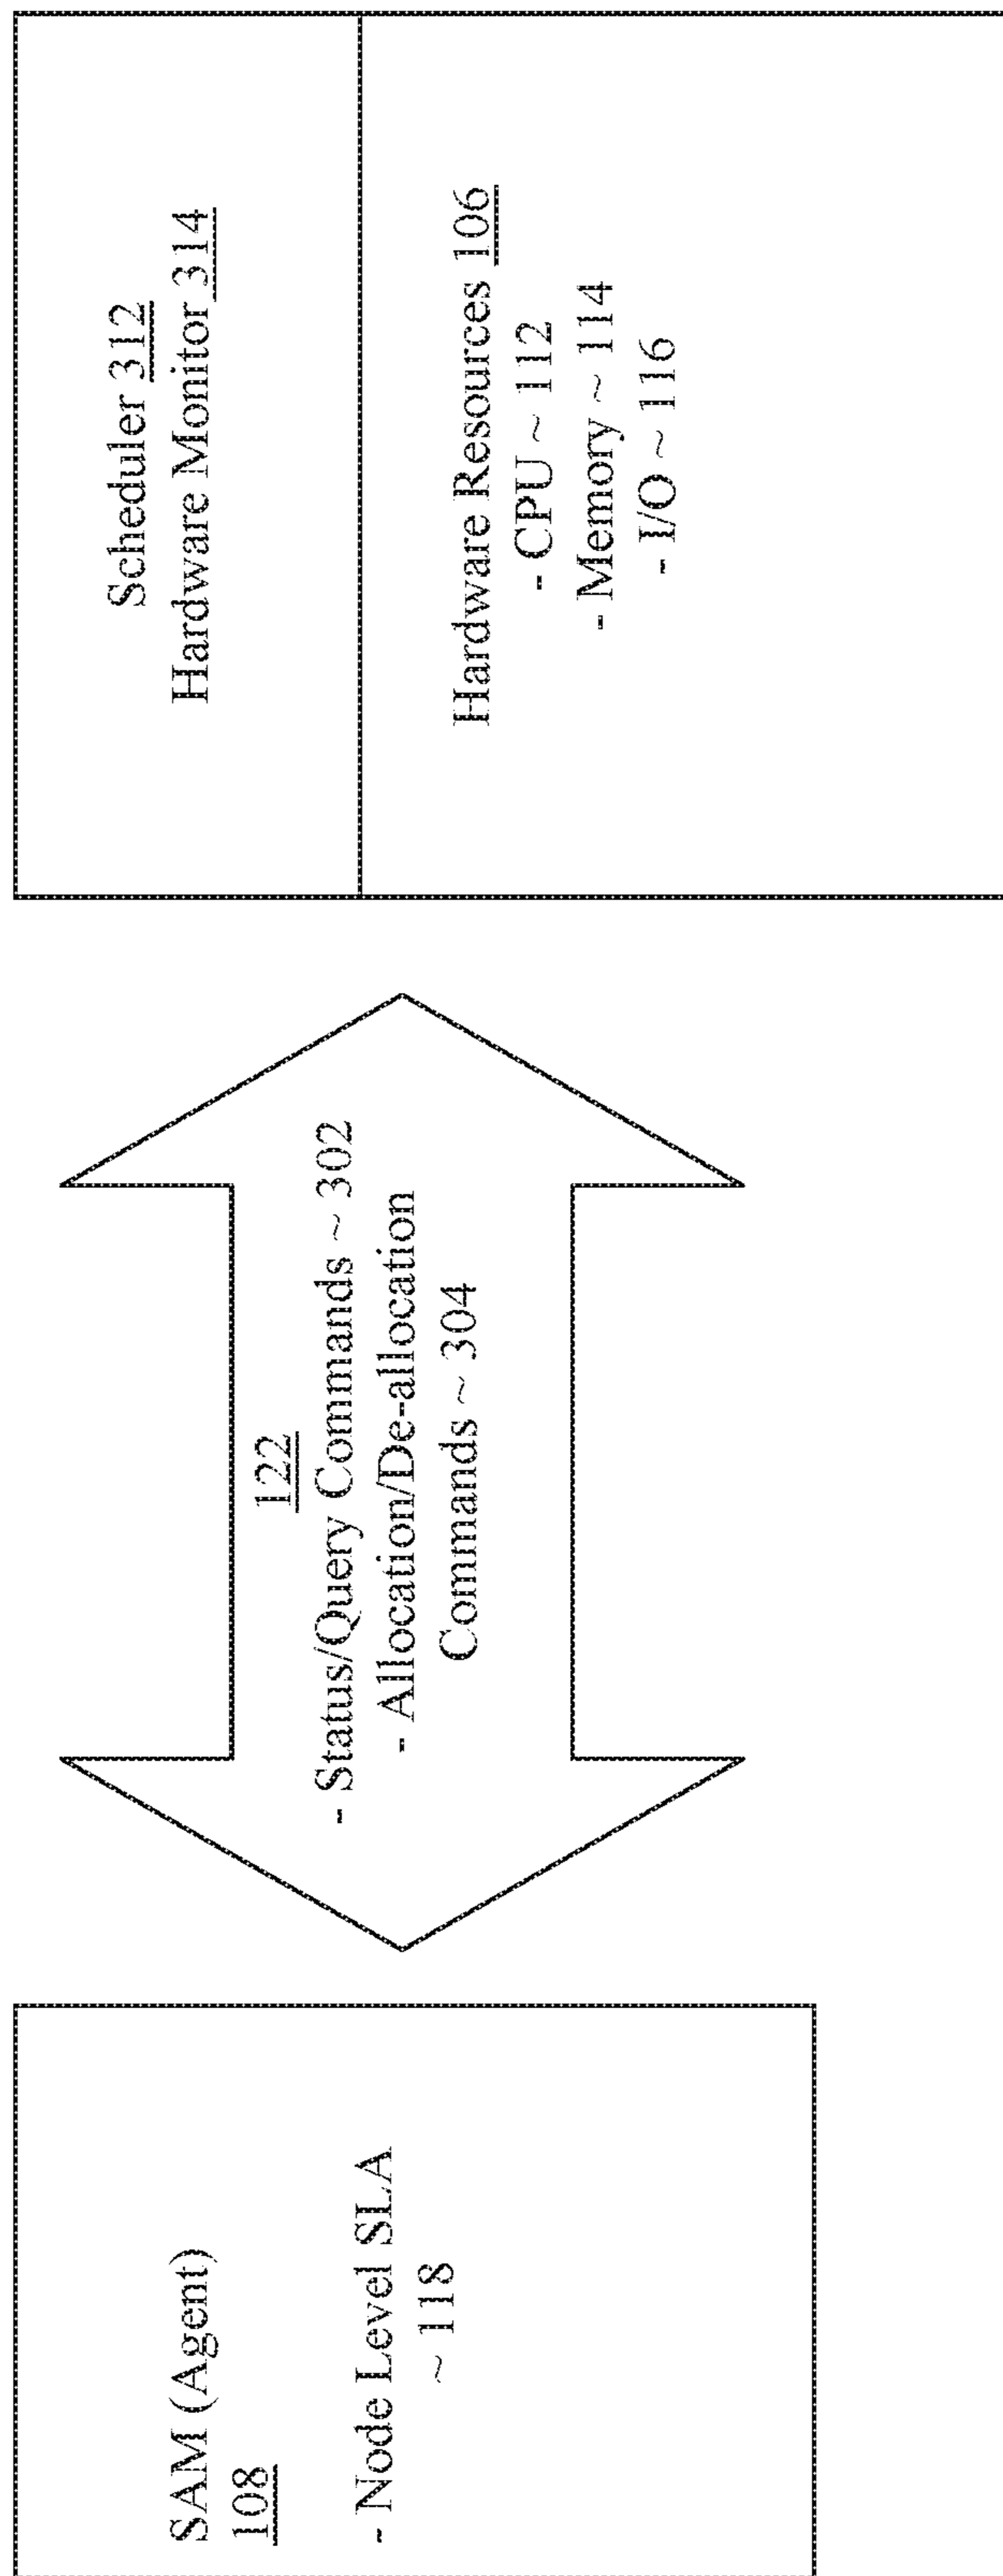 SAM (Agent)
108
- Node Level SLA
~ 118
122
- Status/Query Commands ~ 302
- Allocation/De-allocation
Commands ~ 304
Scheduler 312
Hardware Monitor 314
Hardware Resources 106
- CPU ~ 112
- Memory ~ 114
- I/O ~ 116